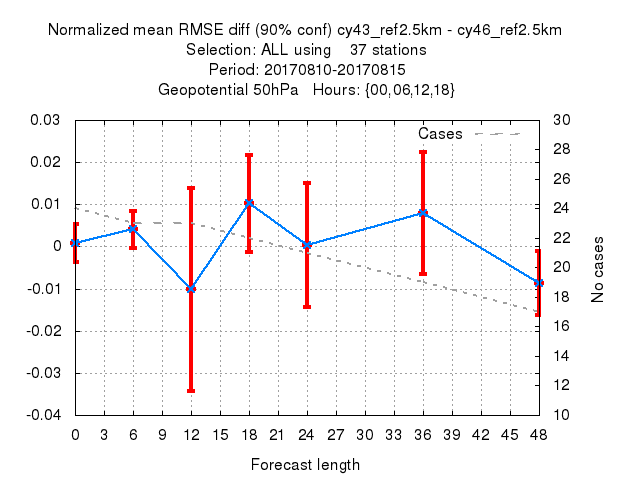 Normalized mean RMSE diff (90% conf) cy43_ref2.5km - cy46_ref2.5km
Selection: ALL using    37 stations
Period: 20170810-20170815
Geopotential 50hPa   Hours: {00,06,12,18}
Cases
0.03
0.02
0.01
0
-0.01
-0.02
-0.03
-0.04
30
28
26
24
22
20
18
16
14
12
10
No cases
0 3 6 9 12 15 18 21 24 27 30 33 36 39 42 45 48
Forecast length